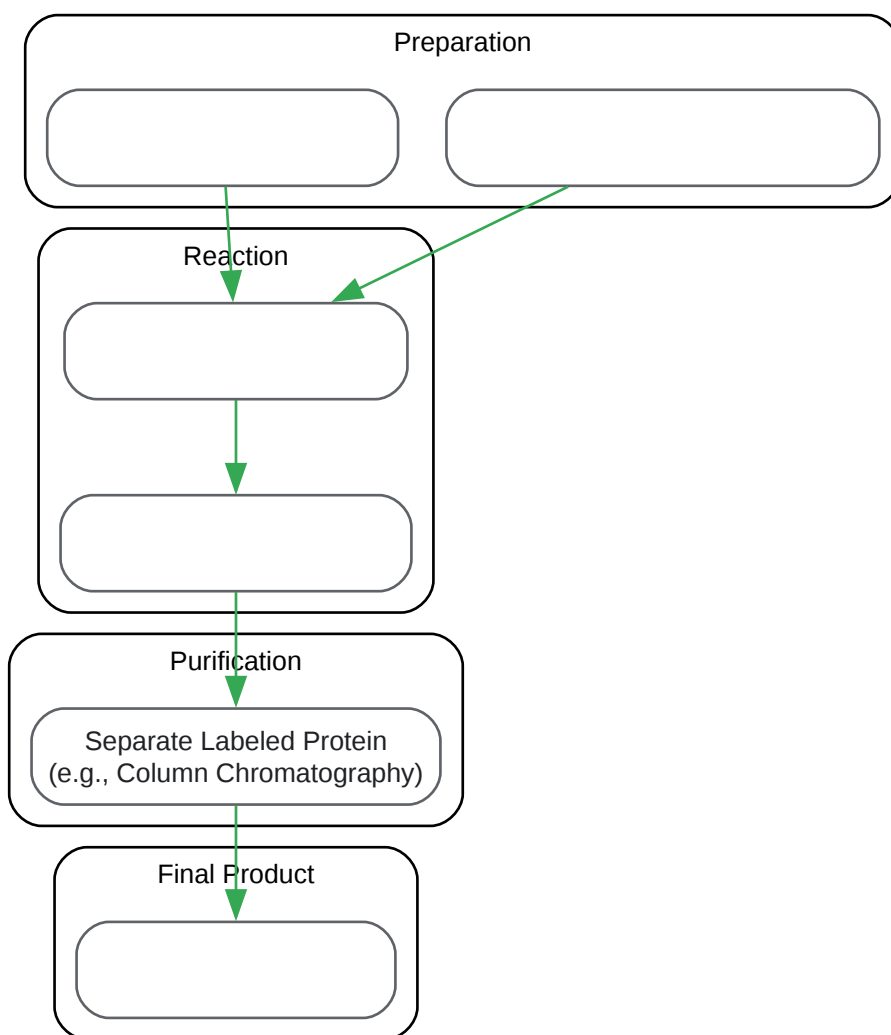 Preparation
Reaction
Purification
Separate Labeled Protein
(e.g., Column Chromatography)
Final Product